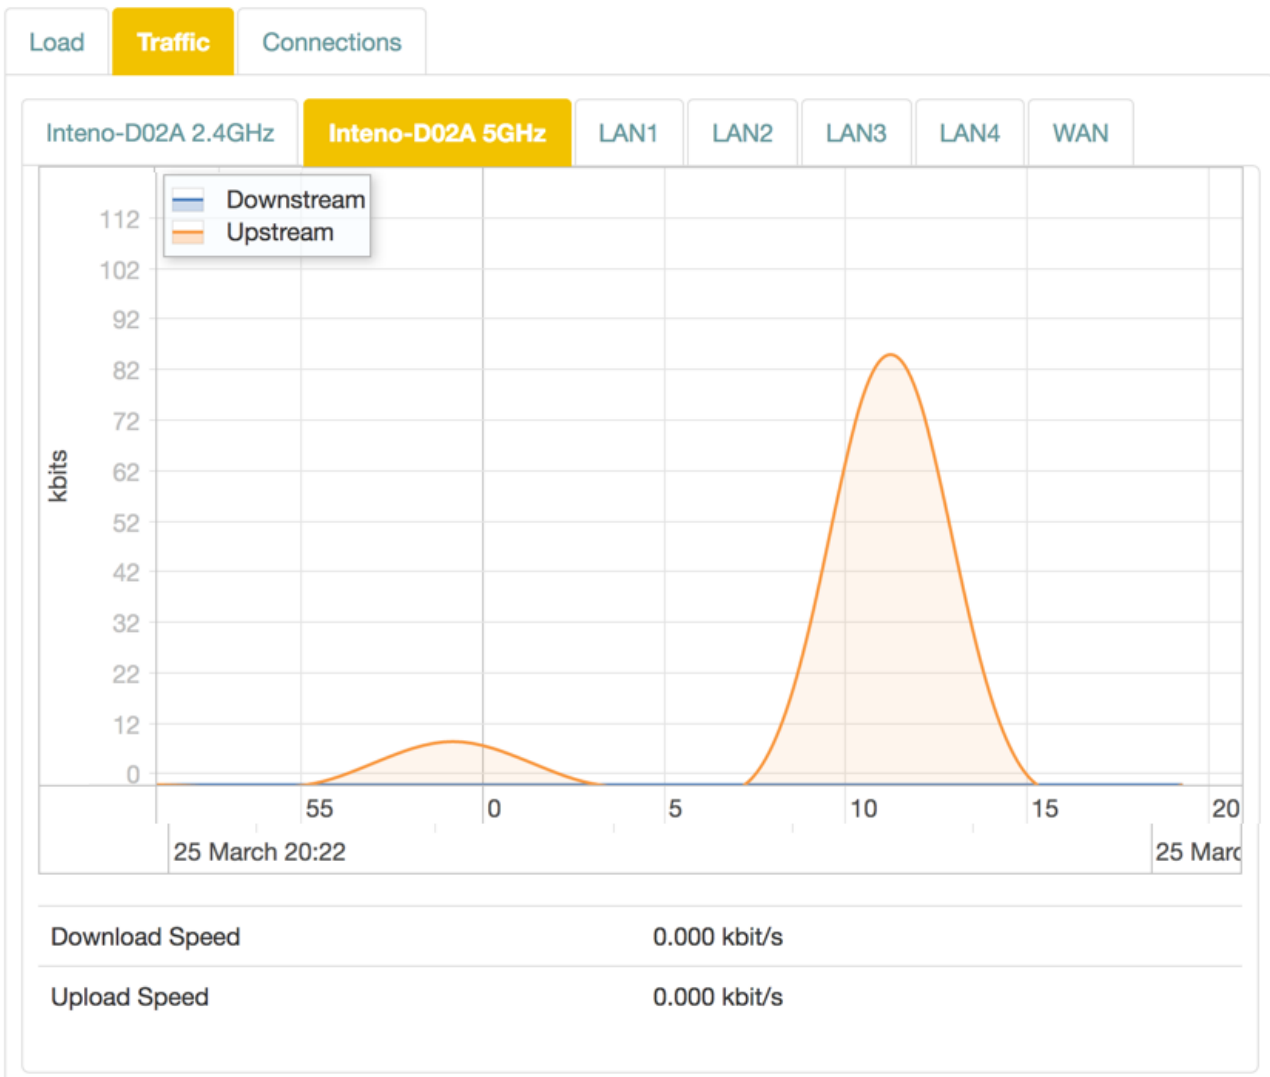 Load Traffic Connections
Inteno-D02A 2.4GHz Inteno-D02A 5GHz LAN1 LAN2 LAN3 LAN4 WAN
Downstream
Upstream
112
102
92
82
72
62
52
42
32
22
12
0
kbits
55 0 5 10 15 20
25 March 20:22 25 Marc
Download Speed 0.000 kbit/s
Upload Speed 0.000 kbit/s